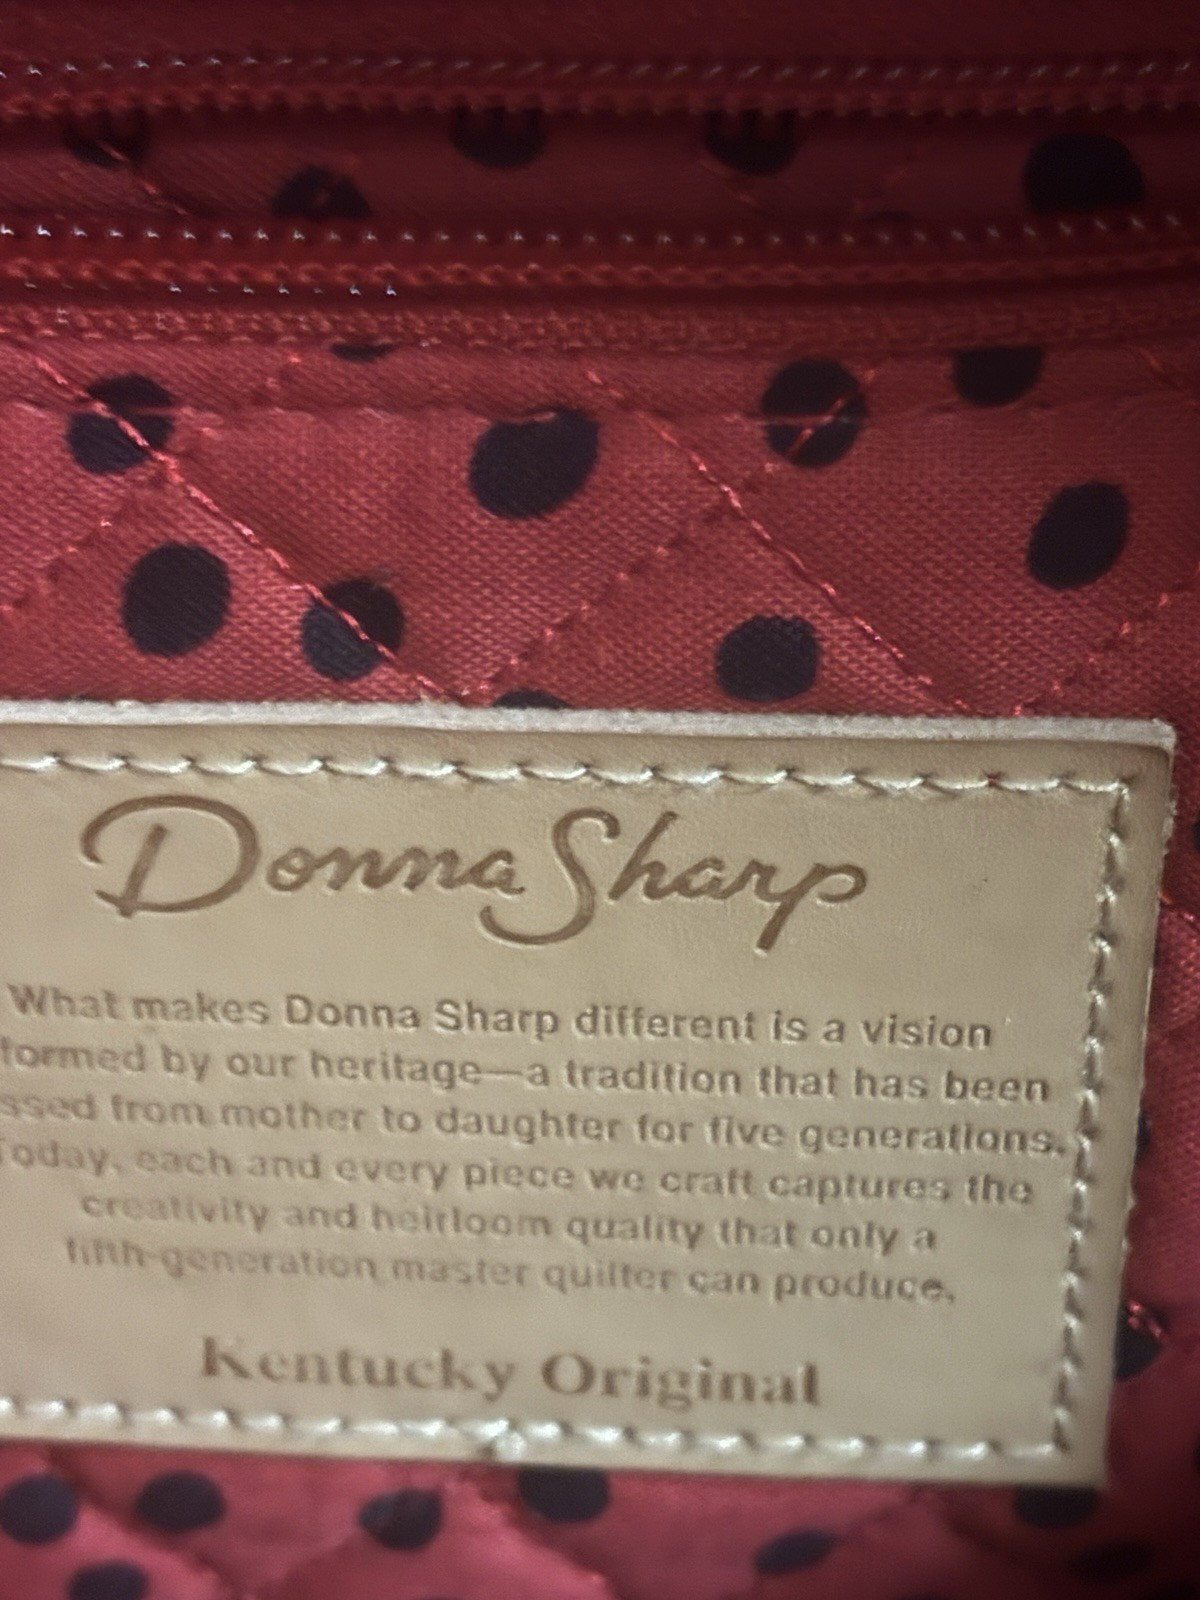 Donna Sharp
What makes Donna Sharp different is a vision
formed by our heritage—a tradition that has been
ssed from mother to daughter for five generations.
Today, each and every piece we craft captures the
creativity and heirloom quality that only a
fifth-generation master quilter can produce.
Kentucky Original